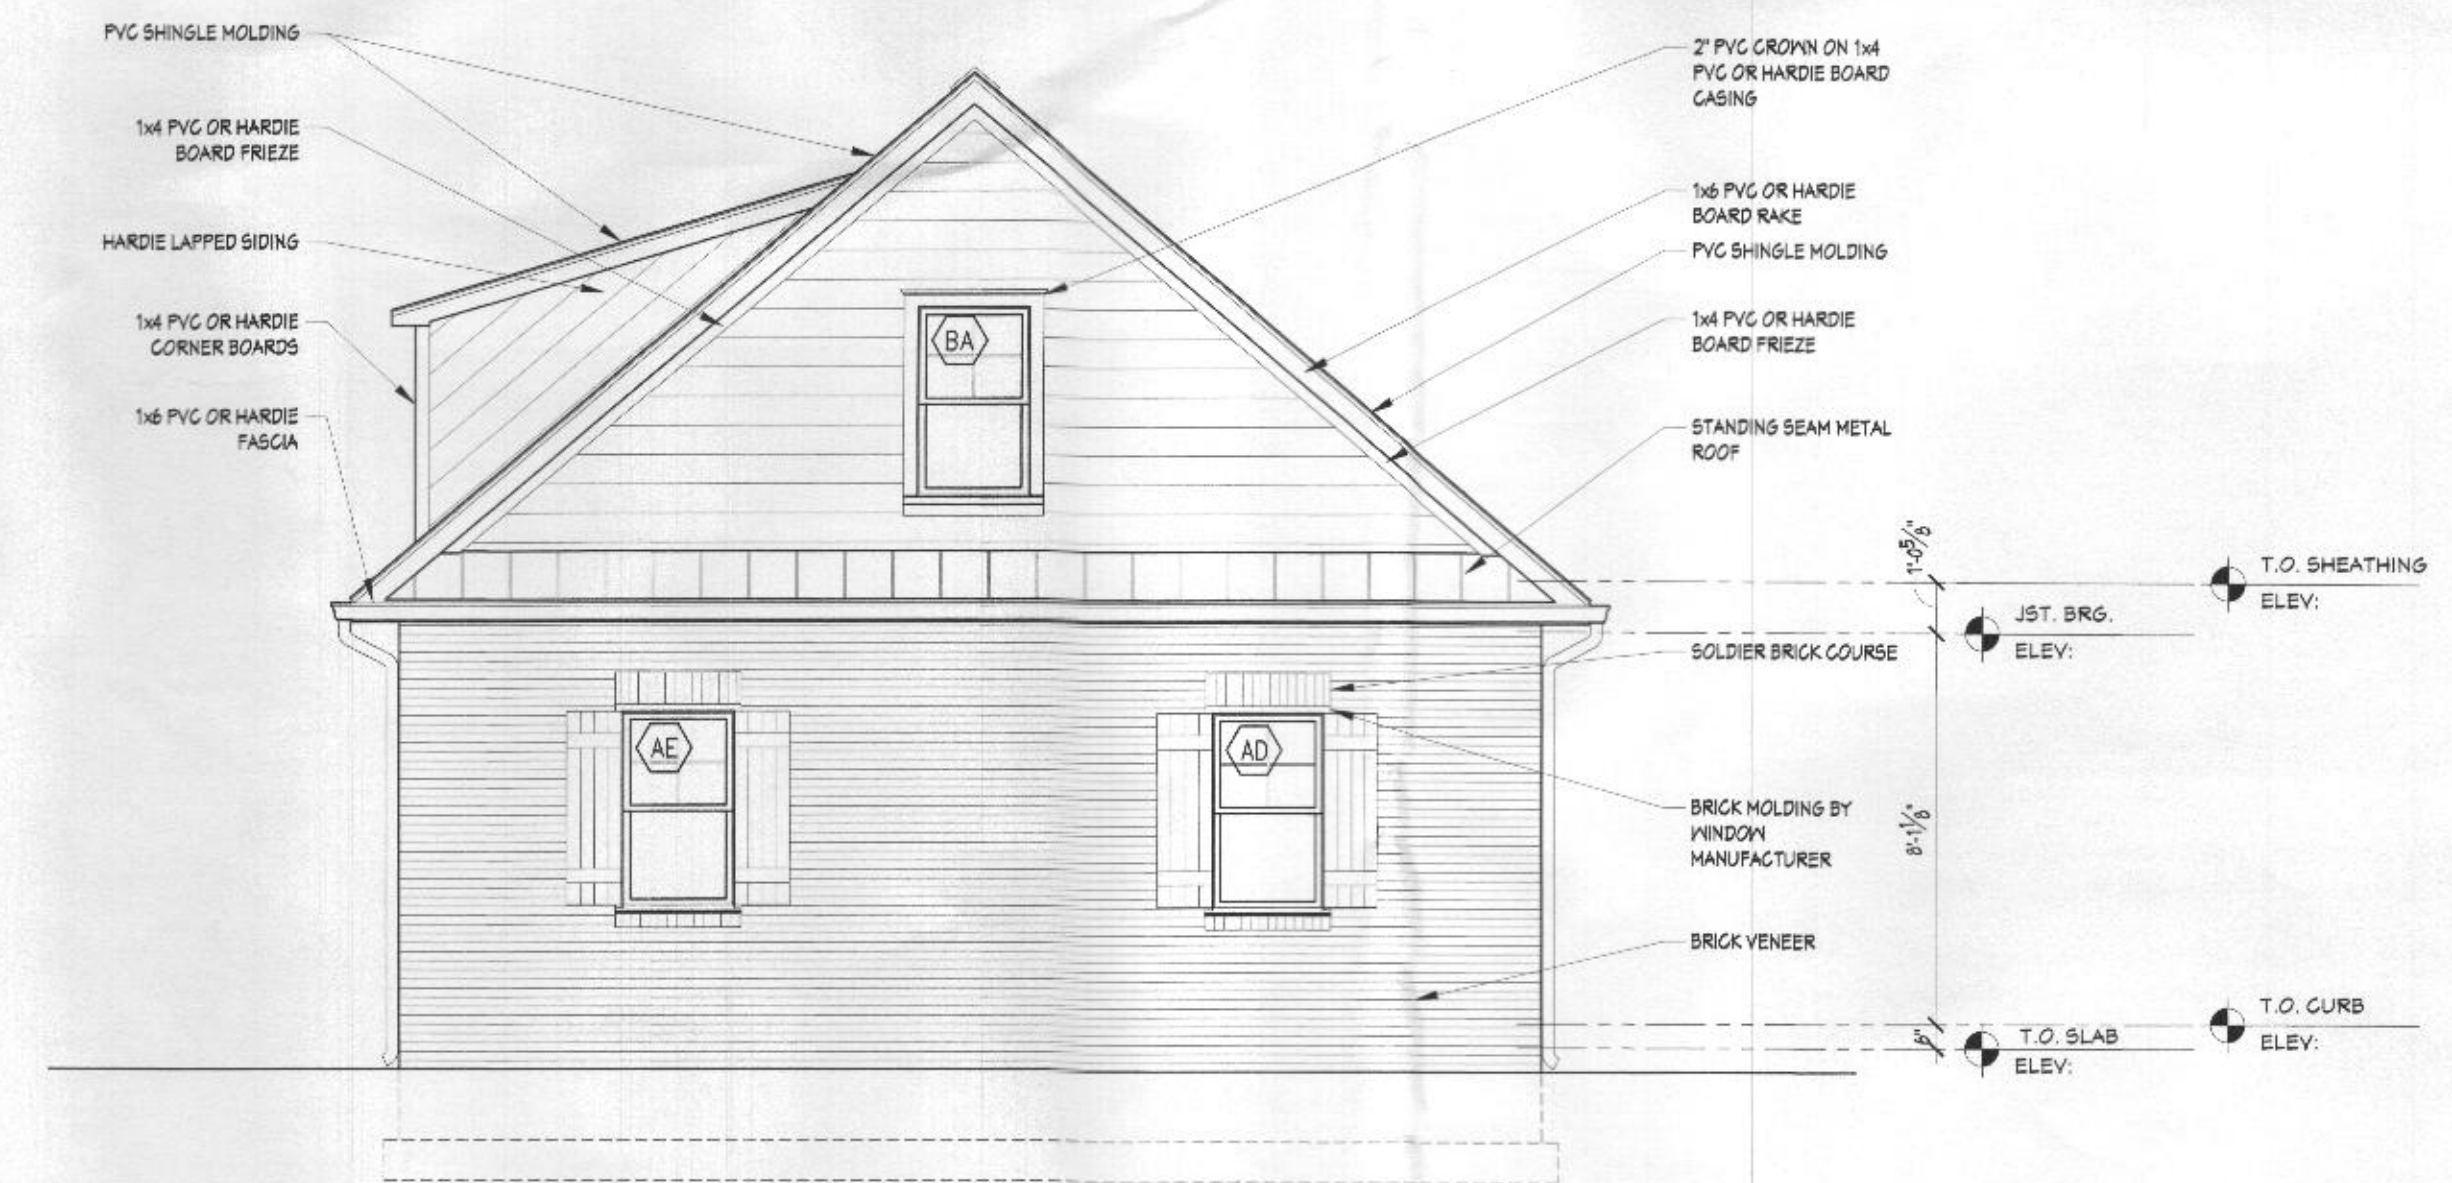 PVC SHINGLE MOLDING
1x4 PVC OR HARDIE
BOARD FRIEZE
HARDIE LAPPED SIDING
1x4 PVC OR HARDIE
CORNER BOARDS
1x6 PVC OR HARDIE
FASCIA
BA
AE
AD
2" PVC CROWN ON 1x4
PVC OR HARDIE BOARD
CASING
1x6 PVC OR HARDIE
BOARD RAKE
PVC SHINGLE MOLDING
1x4 PVC OR HARDIE
BOARD FRIEZE
STANDING SEAM METAL
ROOF
SOLDIER BRICK COURSE
BRICK MOLDING BY
WINDOW
MANUFACTURER
BRICK VENEER
1'-0 5/8"
8'-1 1/8"
6"
T.O. SHEATHING
ELEV:
JST. BRG.
ELEV:
T.O. CURB
ELEV:
T.O. SLAB
ELEV: